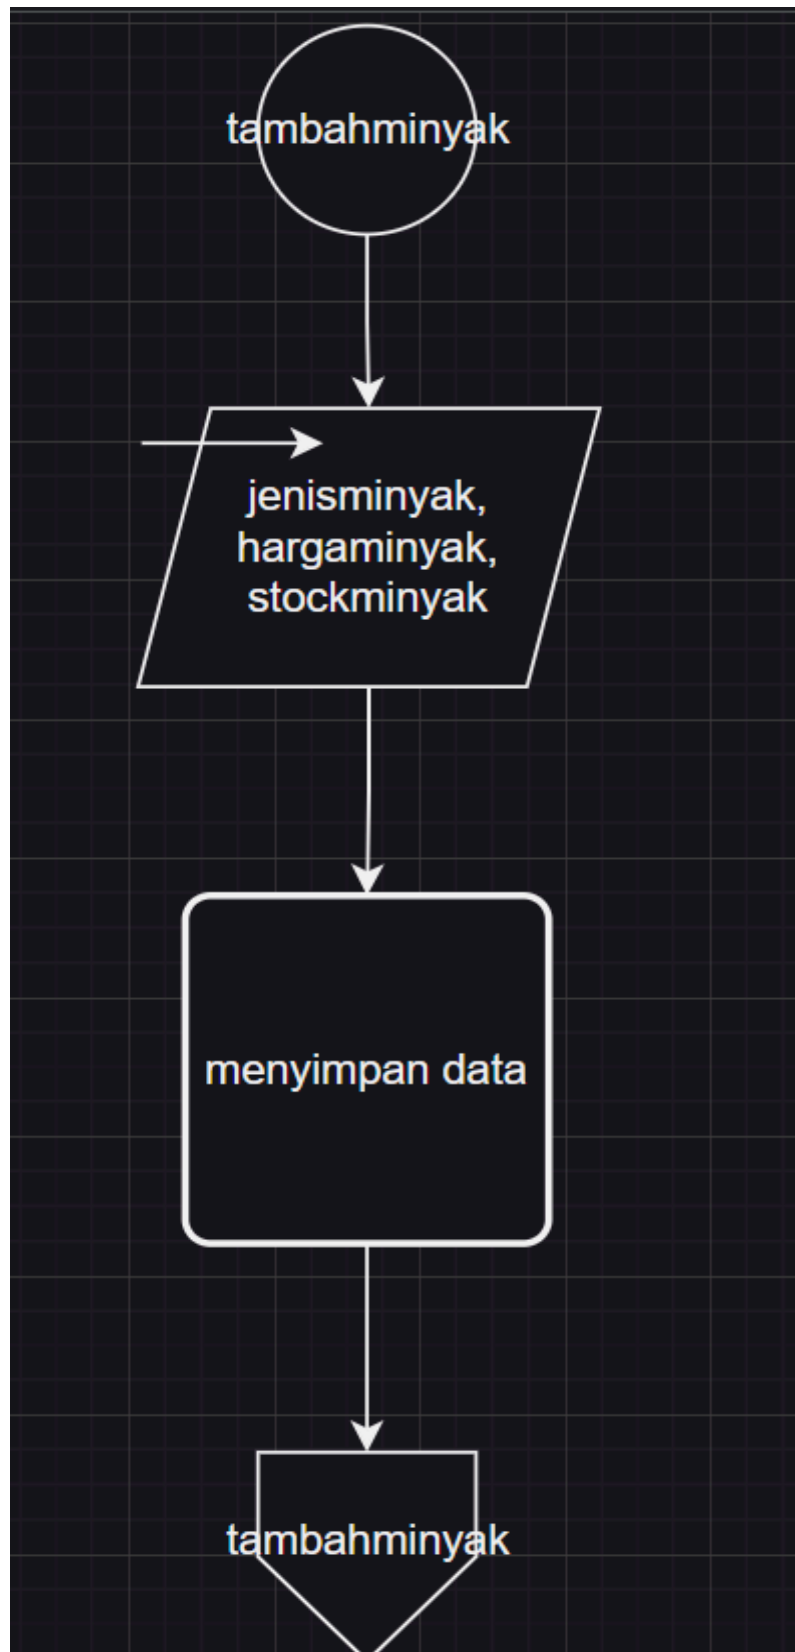 tambahminyak
jenisminyak,
hargaminyak,
stockminyak
menyimpan data
tambahminyak